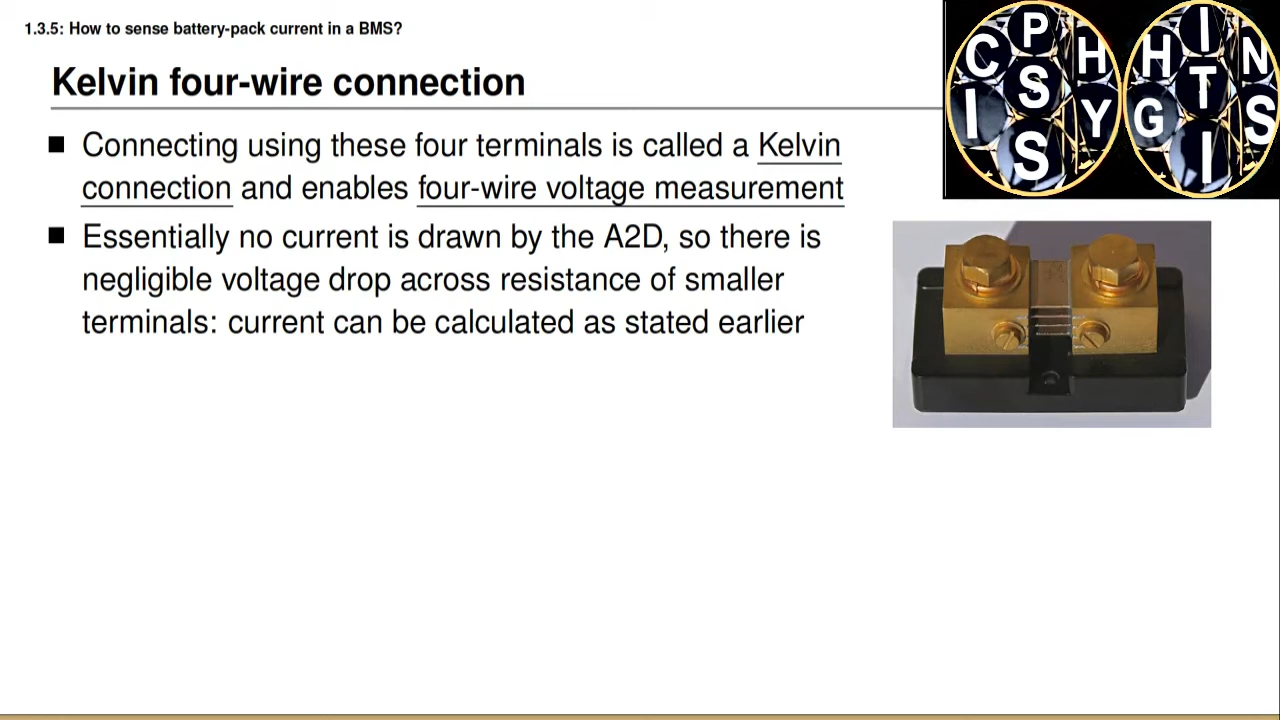 1.3.5: How to sense battery-pack current in a BMS?
Kelvin four-wire connection
■ Connecting using these four terminals is called a Kelvin
connection and enables four-wire voltage measurement
■ Essentially no current is drawn by the A2D, so there is
negligible voltage drop across resistance of smaller
terminals: current can be calculated as stated earlier
P
C H
S
I Y
S
I
H N
T
G S
I